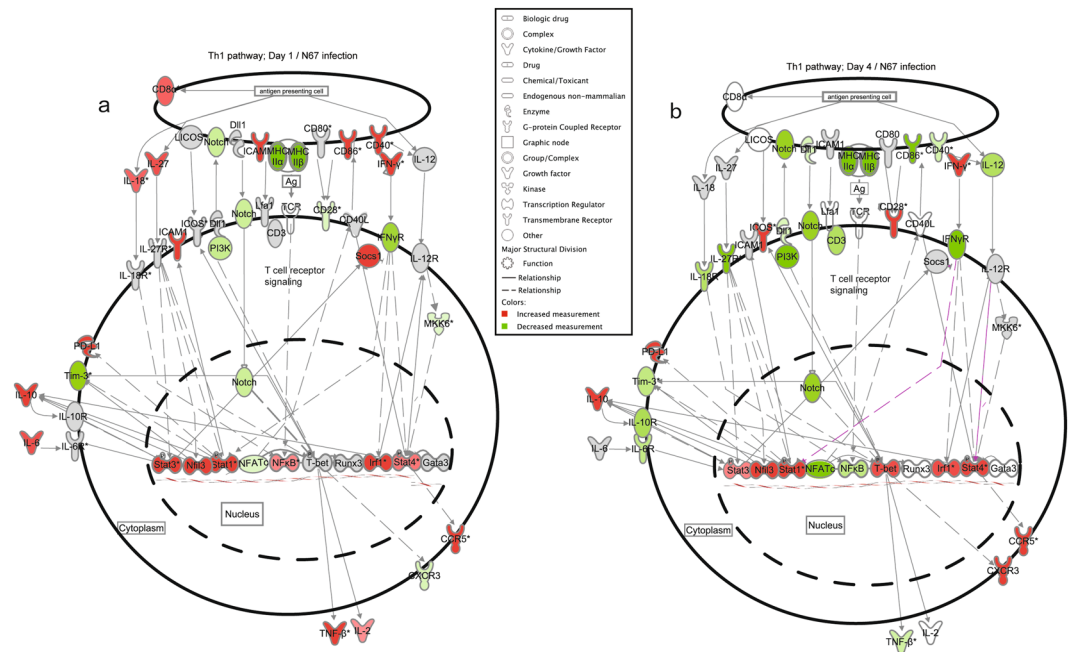 a
Th1 pathway; Day 1 / N67 infection
CD8α
antigen presenting cell
LICOS
Notch
Dll1
ICAM1
MHC
IIα
MHC
IIβ
CD80*
CD86*
CD40*
IFN-γ*
IL-12
IL-27
IL-18*
Ag
Notch
Lfa1
TCR
CD28*
CD40L
ICOS*
Dll1
ICAM1
PI3K
CD3
IFNγR
Socs1
IL-12R
IL-27R*
IL-18R*
T cell receptor
signaling
MKK6*
PD-L1
Tim-3*
Notch
IL-10
IL-10R
IL-6
IL-6R*
Stat3*
Nfil3
Stat1*
NFATc
NFκB*
T-bet
Runx3
Irf1*
Stat4*
Gata3
Nucleus
Cytoplasm
CCR5*
CXCR3
TNF-β*
IL-2
Biologic drug
Complex
Cytokine/Growth Factor
Drug
Chemical/Toxicant
Endogenous non-mammalian
Enzyme
G-protein Coupled Receptor
Graphic node
Group/Complex
Growth factor
Kinase
Transcription Regulator
Transmembrane Receptor
Other
Major Structural Division
Function
Relationship
Relationship
Colors:
Increased measurement
Decreased measurement
b
Th1 pathway; Day 4 / N67 infection
CD8α
antigen presenting cell
LICOS
Notch
Dll1
ICAM1
MHC
IIα
MHC
IIβ
CD80
CD86*
CD40*
IFN-γ*
IL-12
IL-27
IL-18
Ag
Notch
Lfa1
TCR
CD28*
CD40L
ICOS*
Dll1
ICAM1
PI3K
CD3
IFNγR
Socs1
IL-12R
IL-27R*
IL-18R*
T cell receptor
signaling
MKK6*
PD-L1
Tim-3*
Notch
IL-10
IL-10R
IL-6
IL-6R
Stat3
Nfil3
Stat1*
NFATc
NFκB
T-bet
Runx3
Irf1*
Stat4*
Gata3
Nucleus
Cytoplasm
CCR5*
CXCR3
TNF-β*
IL-2